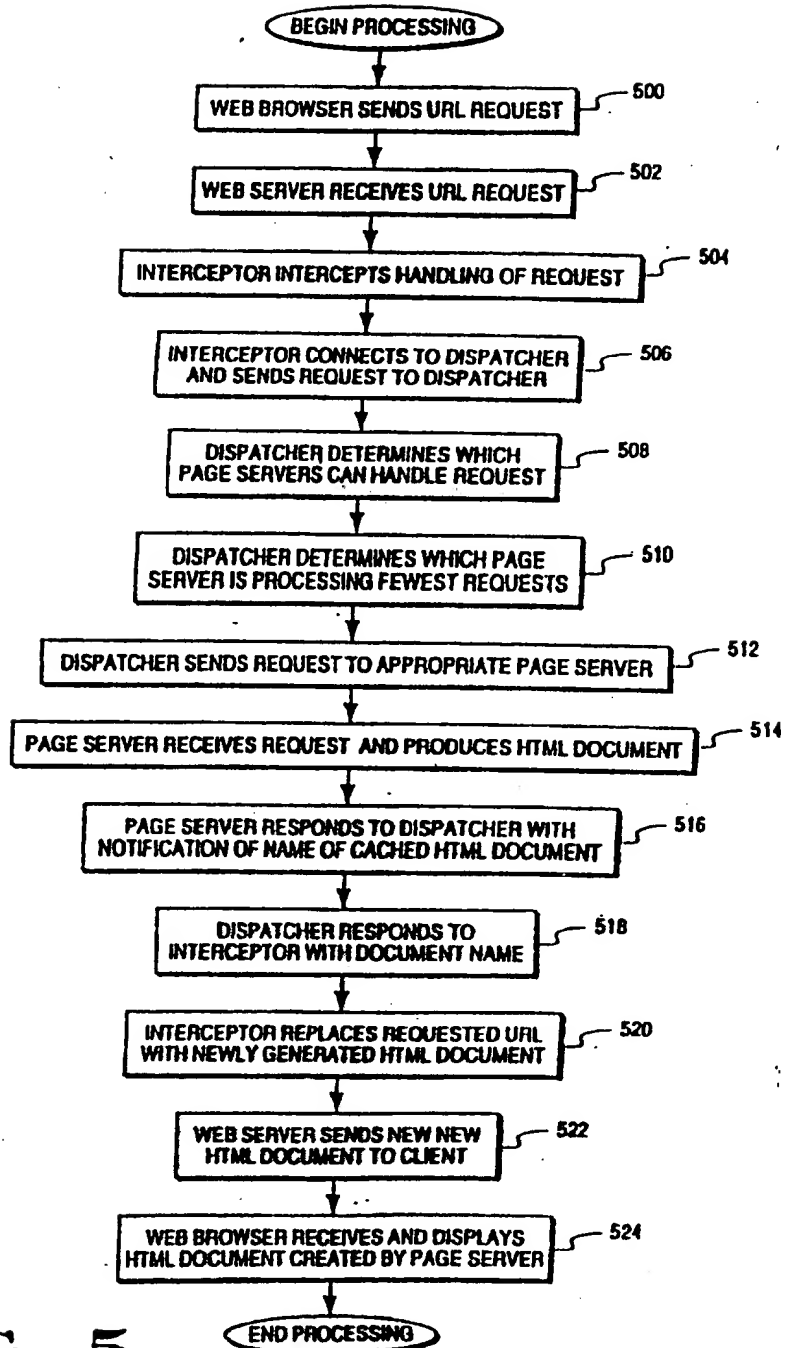 BEGIN PROCESSING
WEB BROWSER SENDS URL REQUEST
500
WEB SERVER RECEIVES URL REQUEST
502
INTERCEPTOR INTERCEPTS HANDLING OF REQUEST
504
INTERCEPTOR CONNECTS TO DISPATCHER
AND SENDS REQUEST TO DISPATCHER
506
DISPATCHER DETERMINES WHICH
PAGE SERVERS CAN HANDLE REQUEST
508
DISPATCHER DETERMINES WHICH PAGE
SERVER IS PROCESSING FEWEST REQUESTS
510
DISPATCHER SENDS REQUEST TO APPROPRIATE PAGE SERVER
512
PAGE SERVER RECEIVES REQUEST AND PRODUCES HTML DOCUMENT
514
PAGE SERVER RESPONDS TO DISPATCHER WITH
NOTIFICATION OF NAME OF CACHED HTML DOCUMENT
516
DISPATCHER RESPONDS TO
INTERCEPTOR WITH DOCUMENT NAME
518
INTERCEPTOR REPLACES REQUESTED URL
WITH NEWLY GENERATED HTML DOCUMENT
520
WEB SERVER SENDS NEW NEW
HTML DOCUMENT TO CLIENT
522
WEB BROWSER RECEIVES AND DISPLAYS
HTML DOCUMENT CREATED BY PAGE SERVER
524
END PROCESSING